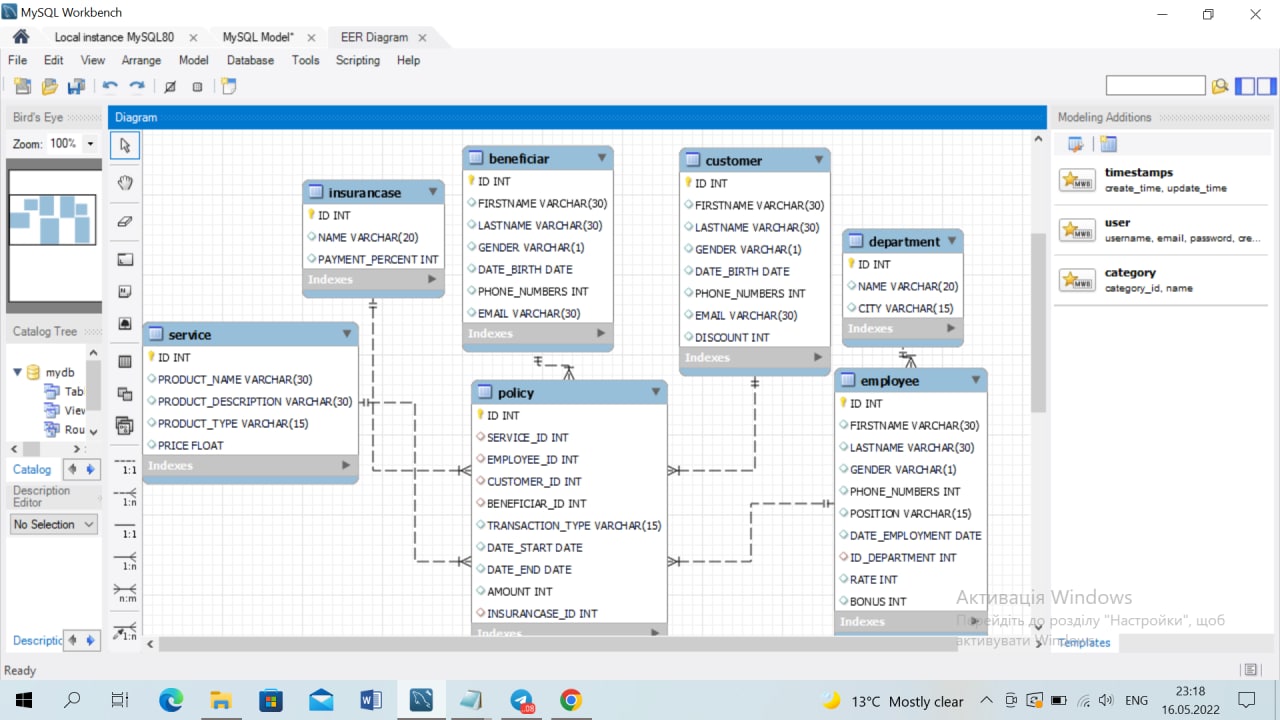 MySQL Workbench
Local instance MySQL80
MySQL Model*
EER Diagram
File Edit View Arrange Model Database Tools Scripting Help
Bird's Eye
Zoom: 100%
Catalog Tree
mydb
Tab
View
Rou
Catalog
Description
Editor
No Selection
Descriptic
Diagram
1:1
1:n
1:1
1:n
n:m
1:n
insurancase
ID INT
NAME VARCHAR(20)
PAYMENT_PERCENT INT
Indexes
beneficiar
ID INT
FIRSTNAME VARCHAR(30)
LASTNAME VARCHAR(30)
GENDER VARCHAR(1)
DATE_BIRTH DATE
PHONE_NUMBERS INT
EMAIL VARCHAR(30)
Indexes
customer
ID INT
FIRSTNAME VARCHAR(30)
LASTNAME VARCHAR(30)
GENDER VARCHAR(1)
DATE_BIRTH DATE
PHONE_NUMBERS INT
EMAIL VARCHAR(30)
DISCOUNT INT
Indexes
department
ID INT
NAME VARCHAR(20)
CITY VARCHAR(15)
Indexes
service
ID INT
PRODUCT_NAME VARCHAR(30)
PRODUCT_DESCRIPTION VARCHAR(30)
PRODUCT_TYPE VARCHAR(15)
PRICE FLOAT
Indexes
policy
ID INT
SERVICE_ID INT
EMPLOYEE_ID INT
CUSTOMER_ID INT
BENEFICIAR_ID INT
TRANSACTION_TYPE VARCHAR(15)
DATE_START DATE
DATE_END DATE
AMOUNT INT
INSURANCASE_ID INT
Indexes
employee
ID INT
FIRSTNAME VARCHAR(30)
LASTNAME VARCHAR(30)
GENDER VARCHAR(1)
PHONE_NUMBERS INT
POSITION VARCHAR(15)
DATE_EMPLOYMENT DATE
ID_DEPARTMENT INT
RATE INT
BONUS INT
Indexes
Modeling Additions
timestamps
create_time, update_time
user
username, email, password, cre...
category
category_id, name
Активація Windows
Перейдіть до розділу "Настройки", щоб
активувати Windows.
Templates
Ready
.08
13°C Mostly clear
ENG
23:18
16.05.2022